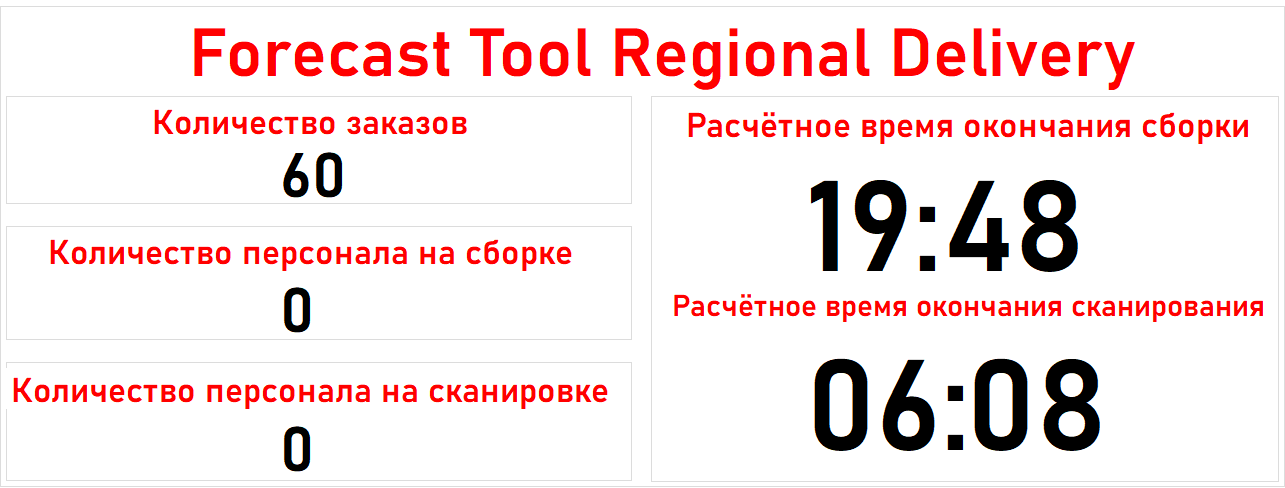 Forecast Tool Regional Delivery
Количество заказов
60
Количество персонала на сборке
0
Количество персонала на сканировке
0
Расчётное время окончания сборки
19:48
Расчётное время окончания сканирования
06:08